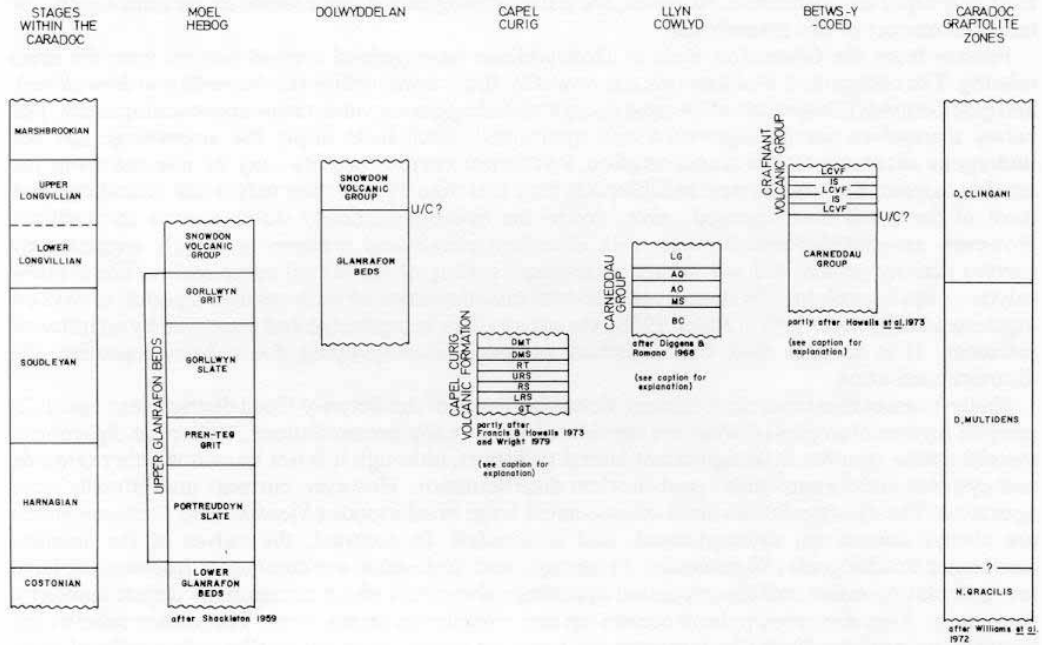 STAGES
WITHIN THE
CARADOC
MOEL
HEBOG
DOLWYDDELAN
CAPEL
CURIG
LLYN
COWLYD
BETWS-Y
-COED
CARADOC
GRAPTOLITE
ZONES
MARSHBROOKIAN
UPPER
LONGVILLIAN
LOWER
LONGVILLIAN
SOUDLEYAN
HARNAGIAN
COSTONIAN
UPPER GLANRAFON BEDS
SNOWDON
VOLCANIC
GROUP
GORLLWYN
GRIT
GORLLWYN
SLATE
PREN-TEG
GRIT
PORTREUDDYN
SLATE
LOWER
GLANRAFON
BEDS
after Shackleton 1959
SNOWDON
VOLCANIC
GROUP
U/C?
GLANRAFON
BEDS
CAPEL CURIG
VOLCANIC FORMATION
DMT
DMS
RT
URS
RS
LRS
GT
partly after
Francis & Howells 1973
and Wright 1979
(see caption for
explanation)
CARNEDDAU
GROUP
LG
AQ
AO
MS
BC
after Diggens &
Romano 1968
(see caption for
explanation)
CRAFNANT
VOLCANIC GROUP
LCVF
IS
LCVF
IS
LCVF
U/C?
CARNEDDAU
GROUP
partly after Howells et al. 1973
(see caption for
explanation)
D. CLINGANI
D. MULTIDENS
?
N. GRACILIS
after Williams et al.
1972